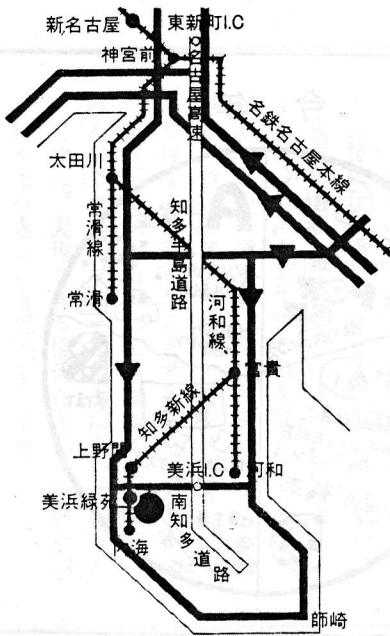 新名古屋
東新町I.C
神宮前
名古屋高速
名鉄名古屋本線
太田川
常滑線
知多半島道路
常滑
河和線
富貴
知多新線
上野間
美浜I.C
河和
美浜緑苑
南知多道路
内海
師崎